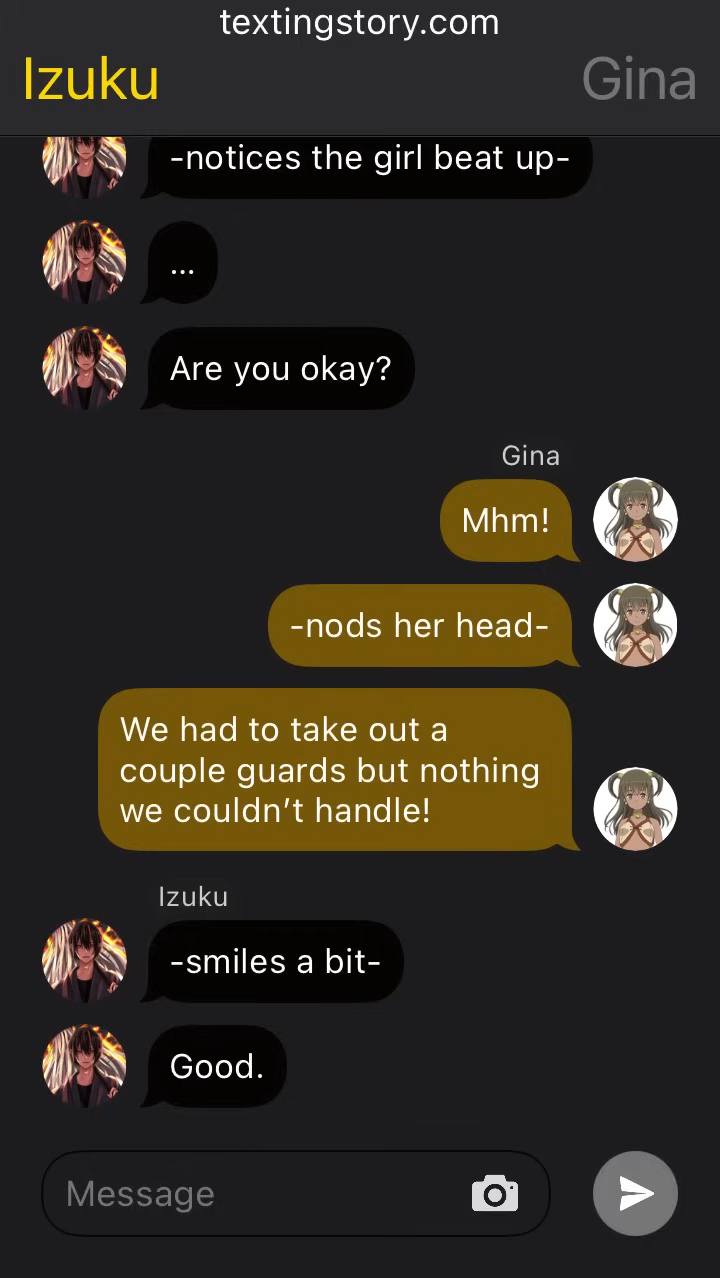 textingstory.com
Izuku
Gina
-notices the girl beat up-
...
Are you okay?
Gina
Mhm!
-nods her head-
We had to take out a
couple guards but nothing
we couldn’t handle!
Izuku
-smiles a bit-
Good.
Message